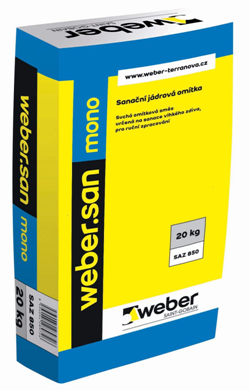 www.weber-terranova.cz
Sanační jádrová omítka
Suchá omítková směs
určená na sanace vlhkého zdiva,
pro ruční zpracování
weber.san mono
20 kg
SAZ 850
weber
SAINT-GOBAIN
weber.san
mono
SAZ 850
20 kg